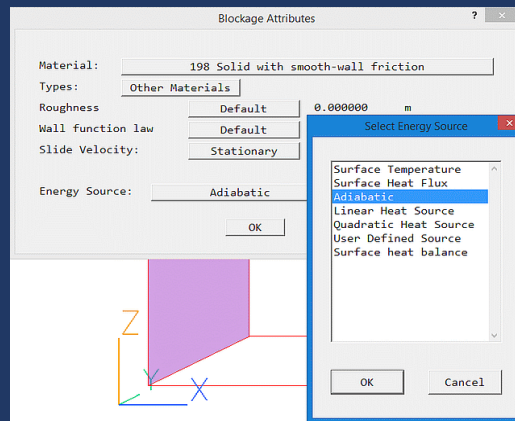 Blockage Attributes
?
×
Material: 198 Solid with smooth-wall friction
Types: Other Materials
Roughness Default 0.000000 m
Wall function law Default
Slide Velocity: Stationary
Energy Source: Adiabatic
OK
Select Energy Source
×
Surface Temperature
Surface Heat Flux
Adiabatic
Linear Heat Source
Quadratic Heat Source
User Defined Source
Surface heat balance
OK Cancel
Z
Y
X